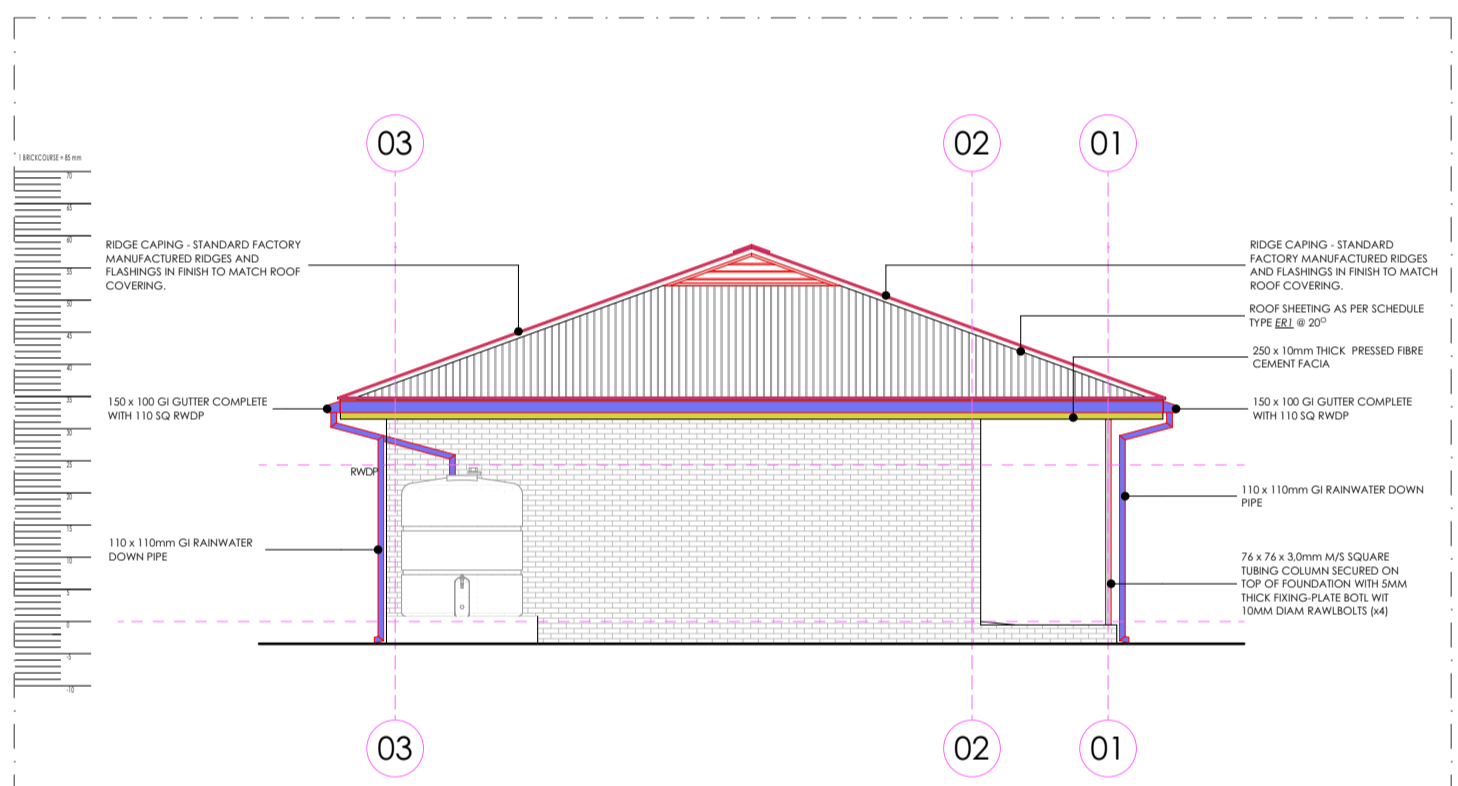 03
02
01
1 BRICKCOURSE = 85 mm
70
65
60
55
50
45
40
35
30
25
20
15
10
5
0
-5
-10
RIDGE CAPING - STANDARD FACTORY
MANUFACTURED RIDGES AND
FLASHINGS IN FINISH TO MATCH ROOF
COVERING.
150 x 100 GI GUTTER COMPLETE
WITH 110 SQ RWDP
RWDP
110 x 110mm GI RAINWATER
DOWN PIPE
RIDGE CAPING - STANDARD
FACTORY MANUFACTURED RIDGES
AND FLASHINGS IN FINISH TO MATCH
ROOF COVERING.
ROOF SHEETING AS PER SCHEDULE
TYPE ER1 @ 20°
250 x 10mm THICK PRESSED FIBRE
CEMENT FACIA
150 x 100 GI GUTTER COMPLETE
WITH 110 SQ RWDP
110 x 110mm GI RAINWATER DOWN
PIPE
76 x 76 x 3.0mm M/S SQUARE
TUBING COLUMN SECURED ON
TOP OF FOUNDATION WITH 5MM
THICK FIXING-PLATE BOTL WIT
10MM DIAM RAWLBOLTS (x4)
03
02
01